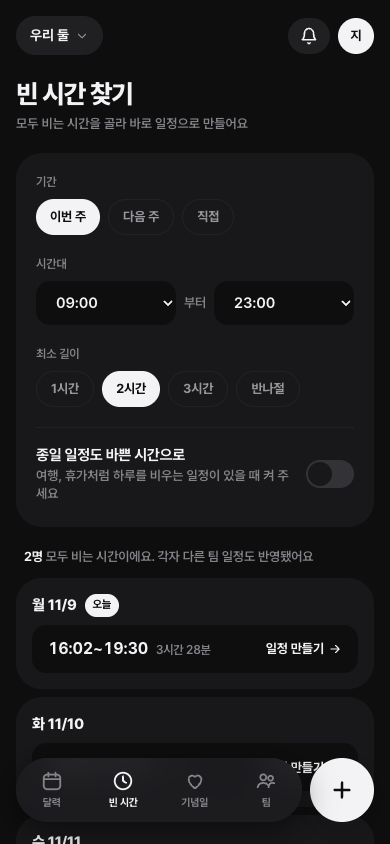 우리 둘
지
빈 시간 찾기
모두 비는 시간을 골라 바로 일정으로 만들어요
기간
이번 주 다음 주 직접
시간대
09:00 부터 23:00
최소 길이
1시간 2시간 3시간 반나절
종일 일정도 바쁜 시간으로
여행, 휴가처럼 하루를 비우는 일정이 있을 때 켜 주
세요
2명 모두 비는 시간이에요. 각자 다른 팀 일정도 반영됐어요
월 11/9 오늘
16:02~19:30 3시간 28분 일정 만들기 →
화 11/10
만들기
달력 빈 시간 기념일 팀
수 11/11